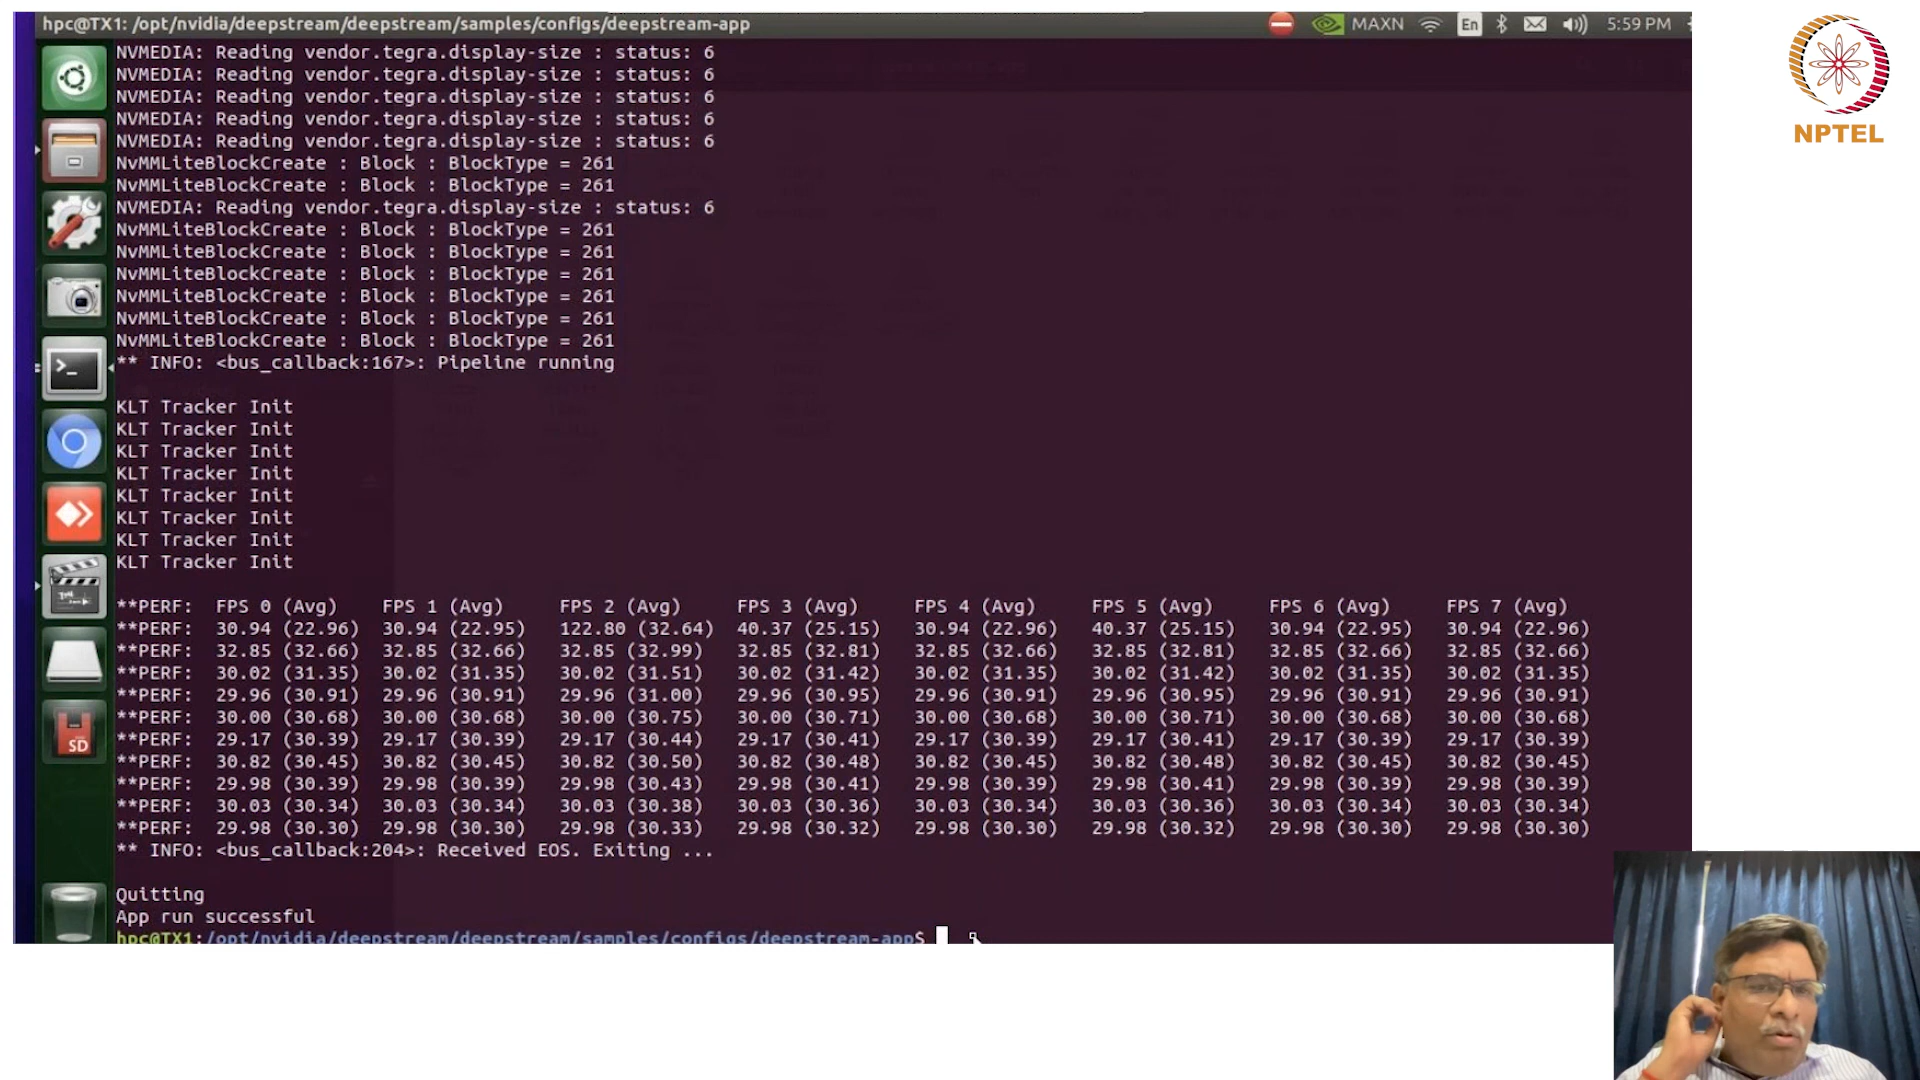 hpc@TX1: /opt/nvidia/deepstream/deepstream/samples/configs/deepstream-app
MAXN En 5:59 PM
NVMEDIA: Reading vendor.tegra.display-size : status: 6
NVMEDIA: Reading vendor.tegra.display-size : status: 6
NVMEDIA: Reading vendor.tegra.display-size : status: 6
NVMEDIA: Reading vendor.tegra.display-size : status: 6
NVMEDIA: Reading vendor.tegra.display-size : status: 6
NvMMLiteBlockCreate : Block : BlockType = 261
NvMMLiteBlockCreate : Block : BlockType = 261
NVMEDIA: Reading vendor.tegra.display-size : status: 6
NvMMLiteBlockCreate : Block : BlockType = 261
NvMMLiteBlockCreate : Block : BlockType = 261
NvMMLiteBlockCreate : Block : BlockType = 261
NvMMLiteBlockCreate : Block : BlockType = 261
NvMMLiteBlockCreate : Block : BlockType = 261
NvMMLiteBlockCreate : Block : BlockType = 261
** INFO: <bus_callback:167>: Pipeline running
KLT Tracker Init
KLT Tracker Init
KLT Tracker Init
KLT Tracker Init
KLT Tracker Init
KLT Tracker Init
KLT Tracker Init
KLT Tracker Init
**PERF: FPS 0 (Avg) FPS 1 (Avg) FPS 2 (Avg) FPS 3 (Avg) FPS 4 (Avg) FPS 5 (Avg) FPS 6 (Avg) FPS 7 (Avg)
**PERF: 30.94 (22.96) 30.94 (22.95) 122.80 (32.64) 40.37 (25.15) 30.94 (22.96) 40.37 (25.15) 30.94 (22.95) 30.94 (22.96)
**PERF: 32.85 (32.66) 32.85 (32.66) 32.85 (32.99) 32.85 (32.81) 32.85 (32.66) 32.85 (32.81) 32.85 (32.66) 32.85 (32.66)
**PERF: 30.02 (31.35) 30.02 (31.35) 30.02 (31.51) 30.02 (31.42) 30.02 (31.35) 30.02 (31.42) 30.02 (31.35) 30.02 (31.35)
**PERF: 29.96 (30.91) 29.96 (30.91) 29.96 (31.00) 29.96 (30.95) 29.96 (30.91) 29.96 (30.95) 29.96 (30.91) 29.96 (30.91)
**PERF: 30.00 (30.68) 30.00 (30.68) 30.00 (30.75) 30.00 (30.71) 30.00 (30.68) 30.00 (30.71) 30.00 (30.68) 30.00 (30.68)
**PERF: 29.17 (30.39) 29.17 (30.39) 29.17 (30.44) 29.17 (30.41) 29.17 (30.39) 29.17 (30.41) 29.17 (30.39) 29.17 (30.39)
**PERF: 30.82 (30.45) 30.82 (30.45) 30.82 (30.50) 30.82 (30.48) 30.82 (30.45) 30.82 (30.48) 30.82 (30.45) 30.82 (30.45)
**PERF: 29.98 (30.39) 29.98 (30.39) 29.98 (30.43) 29.98 (30.41) 29.98 (30.39) 29.98 (30.41) 29.98 (30.39) 29.98 (30.39)
**PERF: 30.03 (30.34) 30.03 (30.34) 30.03 (30.38) 30.03 (30.36) 30.03 (30.34) 30.03 (30.36) 30.03 (30.34) 30.03 (30.34)
**PERF: 29.98 (30.30) 29.98 (30.30) 29.98 (30.33) 29.98 (30.32) 29.98 (30.30) 29.98 (30.32) 29.98 (30.30) 29.98 (30.30)
** INFO: <bus_callback:204>: Received EOS. Exiting ...
Quitting
App run successful
hpc@TX1:/opt/nvidia/deepstream/deepstream/samples/configs/deepstream-app$
SD
NPTEL